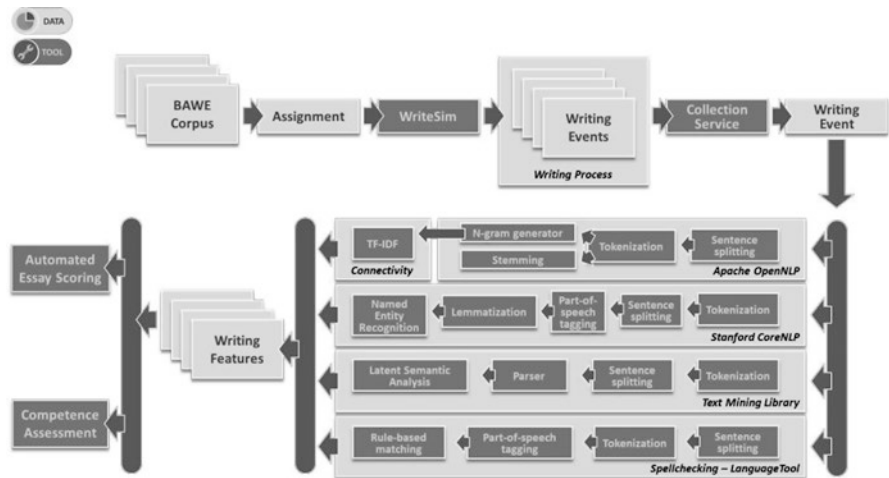 DATA
TOOL
BAWE
Corpus
Assignment
WriteSim
Writing
Events
Writing Process
Collection
Service
Writing
Event
TF-IDF
Connectivity
N-gram generator
Stemming
Tokenization
Sentence
splitting
Apache OpenNLP
Named
Entity
Recognition
Lemmatization
Part-of-
speech
tagging
Sentence
splitting
Tokenization
Stanford CoreNLP
Latent Semantic
Analysis
Parser
Sentence
splitting
Tokenization
Text Mining Library
Rule-based
matching
Part-of-speech
tagging
Tokenization
Sentence
splitting
Spellchecking – LanguageTool
Writing
Features
Automated
Essay Scoring
Competence
Assessment